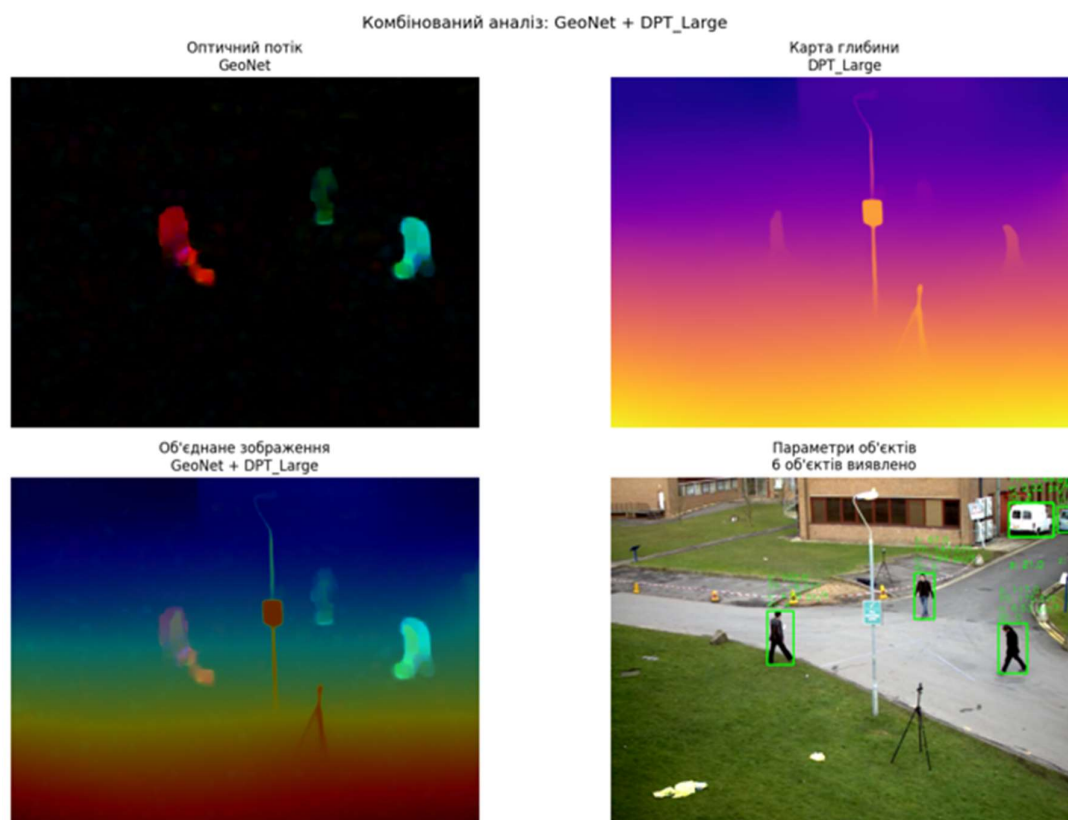 Комбінований аналіз: GeoNet + DPT_Large
Оптичний потік
GeoNet
Карта глибини
DPT_Large
Об'єднане зображення
GeoNet + DPT_Large
Параметри об'єктів
6 об'єктів виявлено